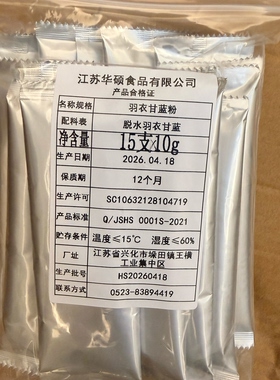 江苏华硕食品有限公司
产品合格证
名称规格 羽衣甘蓝粉
配料表 脱水羽衣甘蓝
净含量 15支10g
生产日期 2026.04.18
保质期 12个月
生产许可 SC10632128104719
产品标准 Q/JSHS 0001S-2021
贮存条件 温度≤15℃ 湿度≤60%
厂址 江苏省兴化市垛田镇王横
工业集中区
生产批号 HS20260418
联系方式 0523-83894419